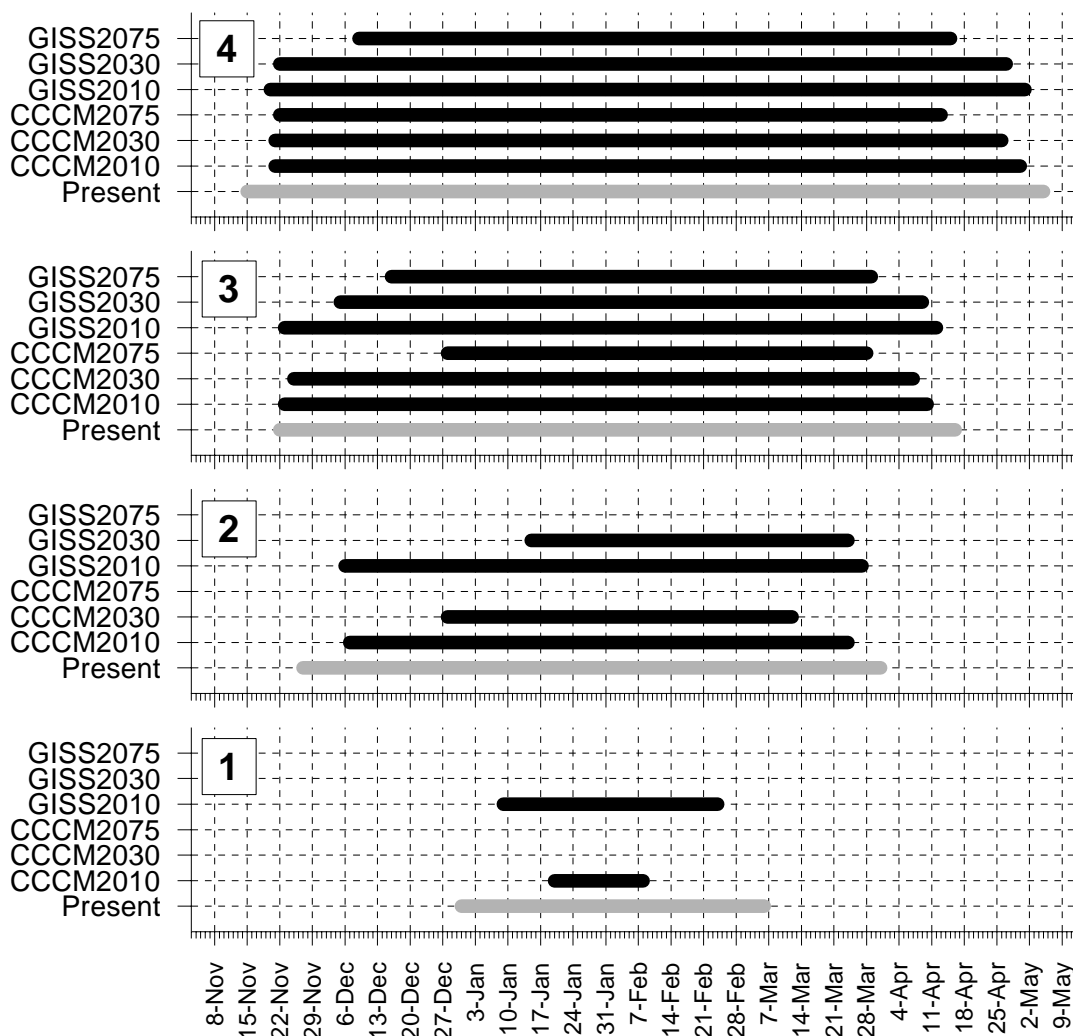 4
GISS2075
GISS2030
GISS2010
CCCM2075
CCCM2030
CCCM2010
Present
3
GISS2075
GISS2030
GISS2010
CCCM2075
CCCM2030
CCCM2010
Present
2
GISS2075
GISS2030
GISS2010
CCCM2075
CCCM2030
CCCM2010
Present
1
GISS2075
GISS2030
GISS2010
CCCM2075
CCCM2030
CCCM2010
Present
8-Nov
15-Nov
22-Nov
29-Nov
6-Dec
13-Dec
20-Dec
27-Dec
3-Jan
10-Jan
17-Jan
24-Jan
31-Jan
7-Feb
14-Feb
21-Feb
28-Feb
7-Mar
14-Mar
21-Mar
28-Mar
4-Apr
11-Apr
18-Apr
25-Apr
2-May
9-May